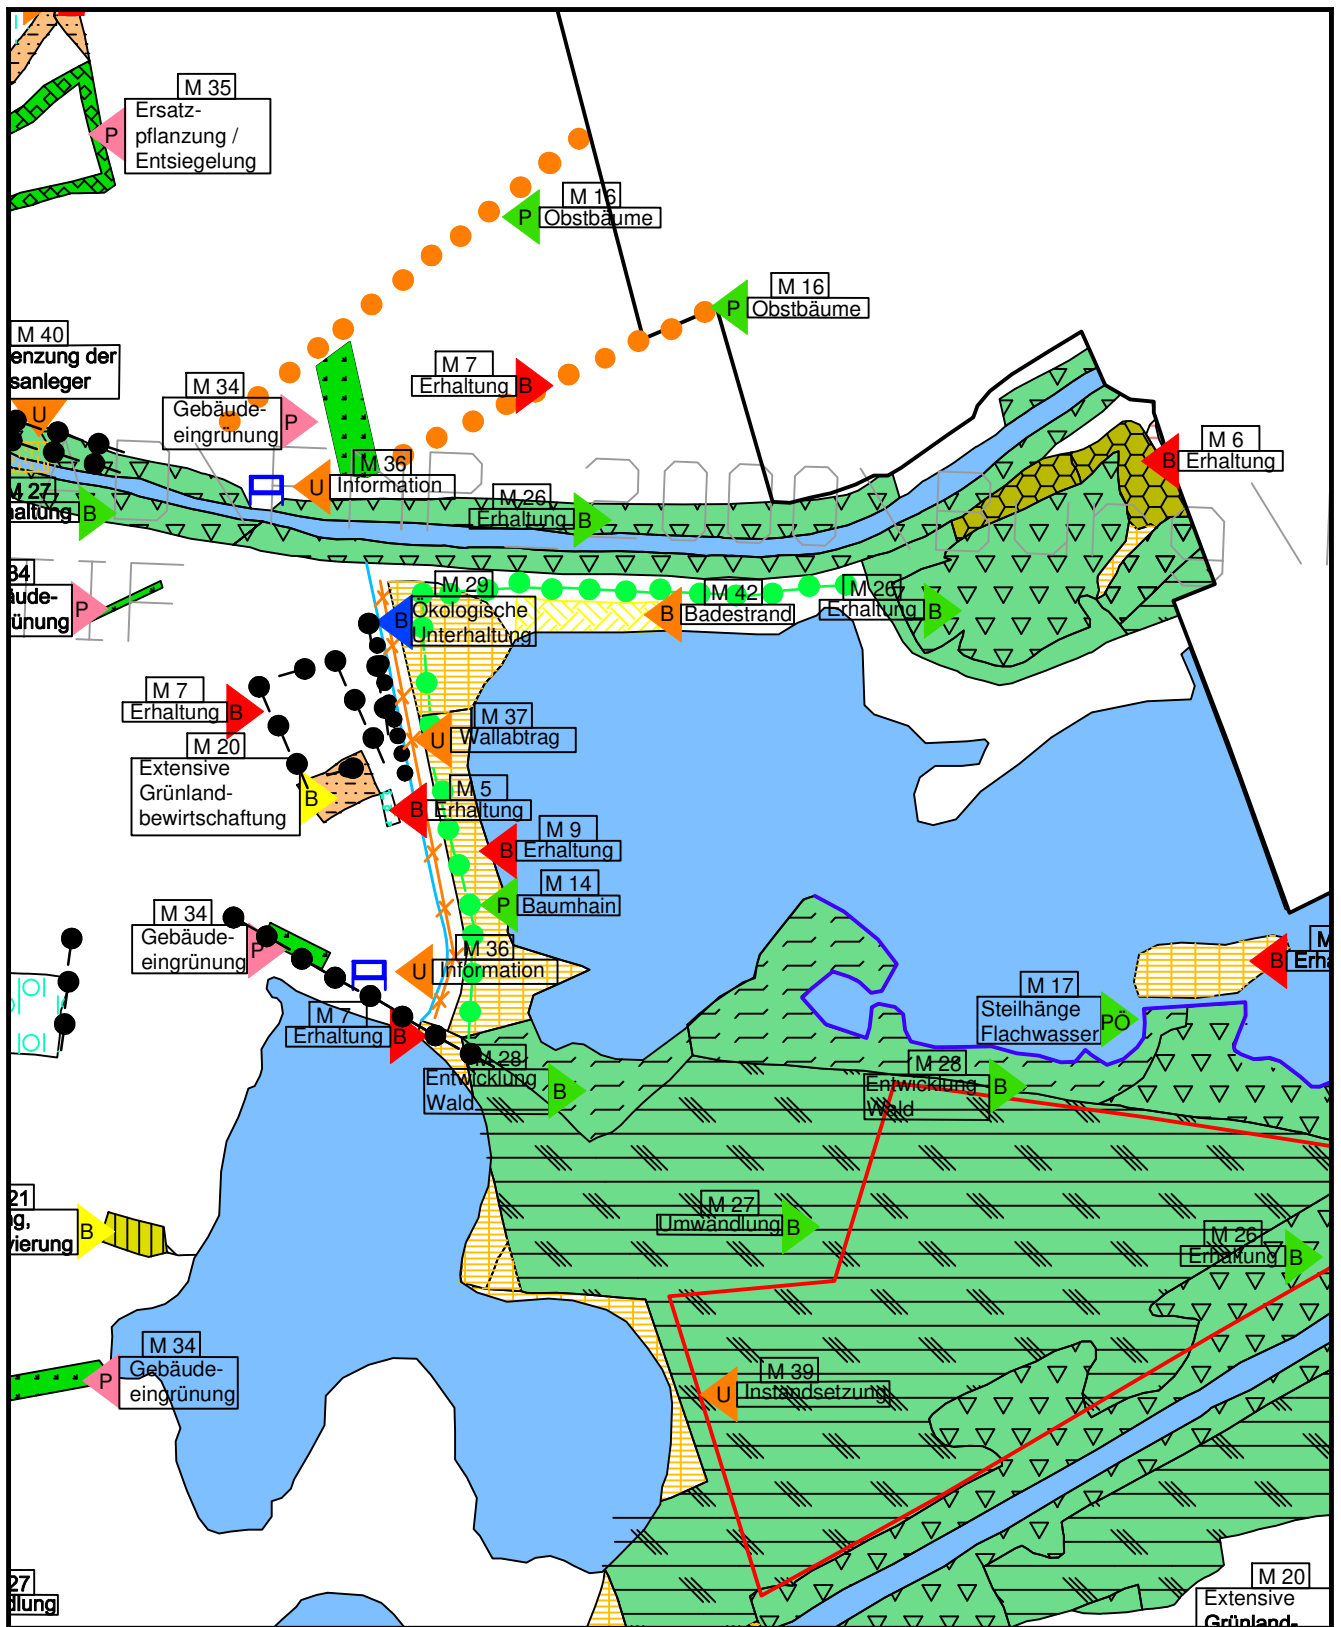 M 35
P
Ersatz-
pflanzung /
Entsiegelung
M 16
P
Obstbäume
M 16
P
Obstbäume
M 40
enzung der
sanleger
U
M 7
Erhaltung
B
M 34
Gebäude-
eingrünung
P
M 36
Information
U
M 6
Erhaltung
B
M 27
haltung
B
M 26
Erhaltung
B
34
äude-
ünung
P
M 29
Ökologische
Unterhaltung
B
M 42
Badestrand
B
M 26
Erhaltung
B
M 7
Erhaltung
B
M 37
Wallabtrag
U
M 20
Extensive
Grünland-
bewirtschaftung
B
M 5
Erhaltung
B
M 9
Erhaltung
B
M 14
Baumhain
P
M 34
Gebäude-
eingrünung
P
M 36
Information
U
M
Erha
B
M 17
Steilhänge
Flachwasser
PÖ
M 7
Erhaltung
B
M 28
Entwicklung
Wald
B
M 28
Entwicklung
Wald
B
21
g,
vierung
B
M 27
Umwandlung
B
M 26
Erhaltung
B
M 34
Gebäude-
eingrünung
P
M 39
Instandsetzung
U
27
dlung
M 20
Extensive
Grünland-